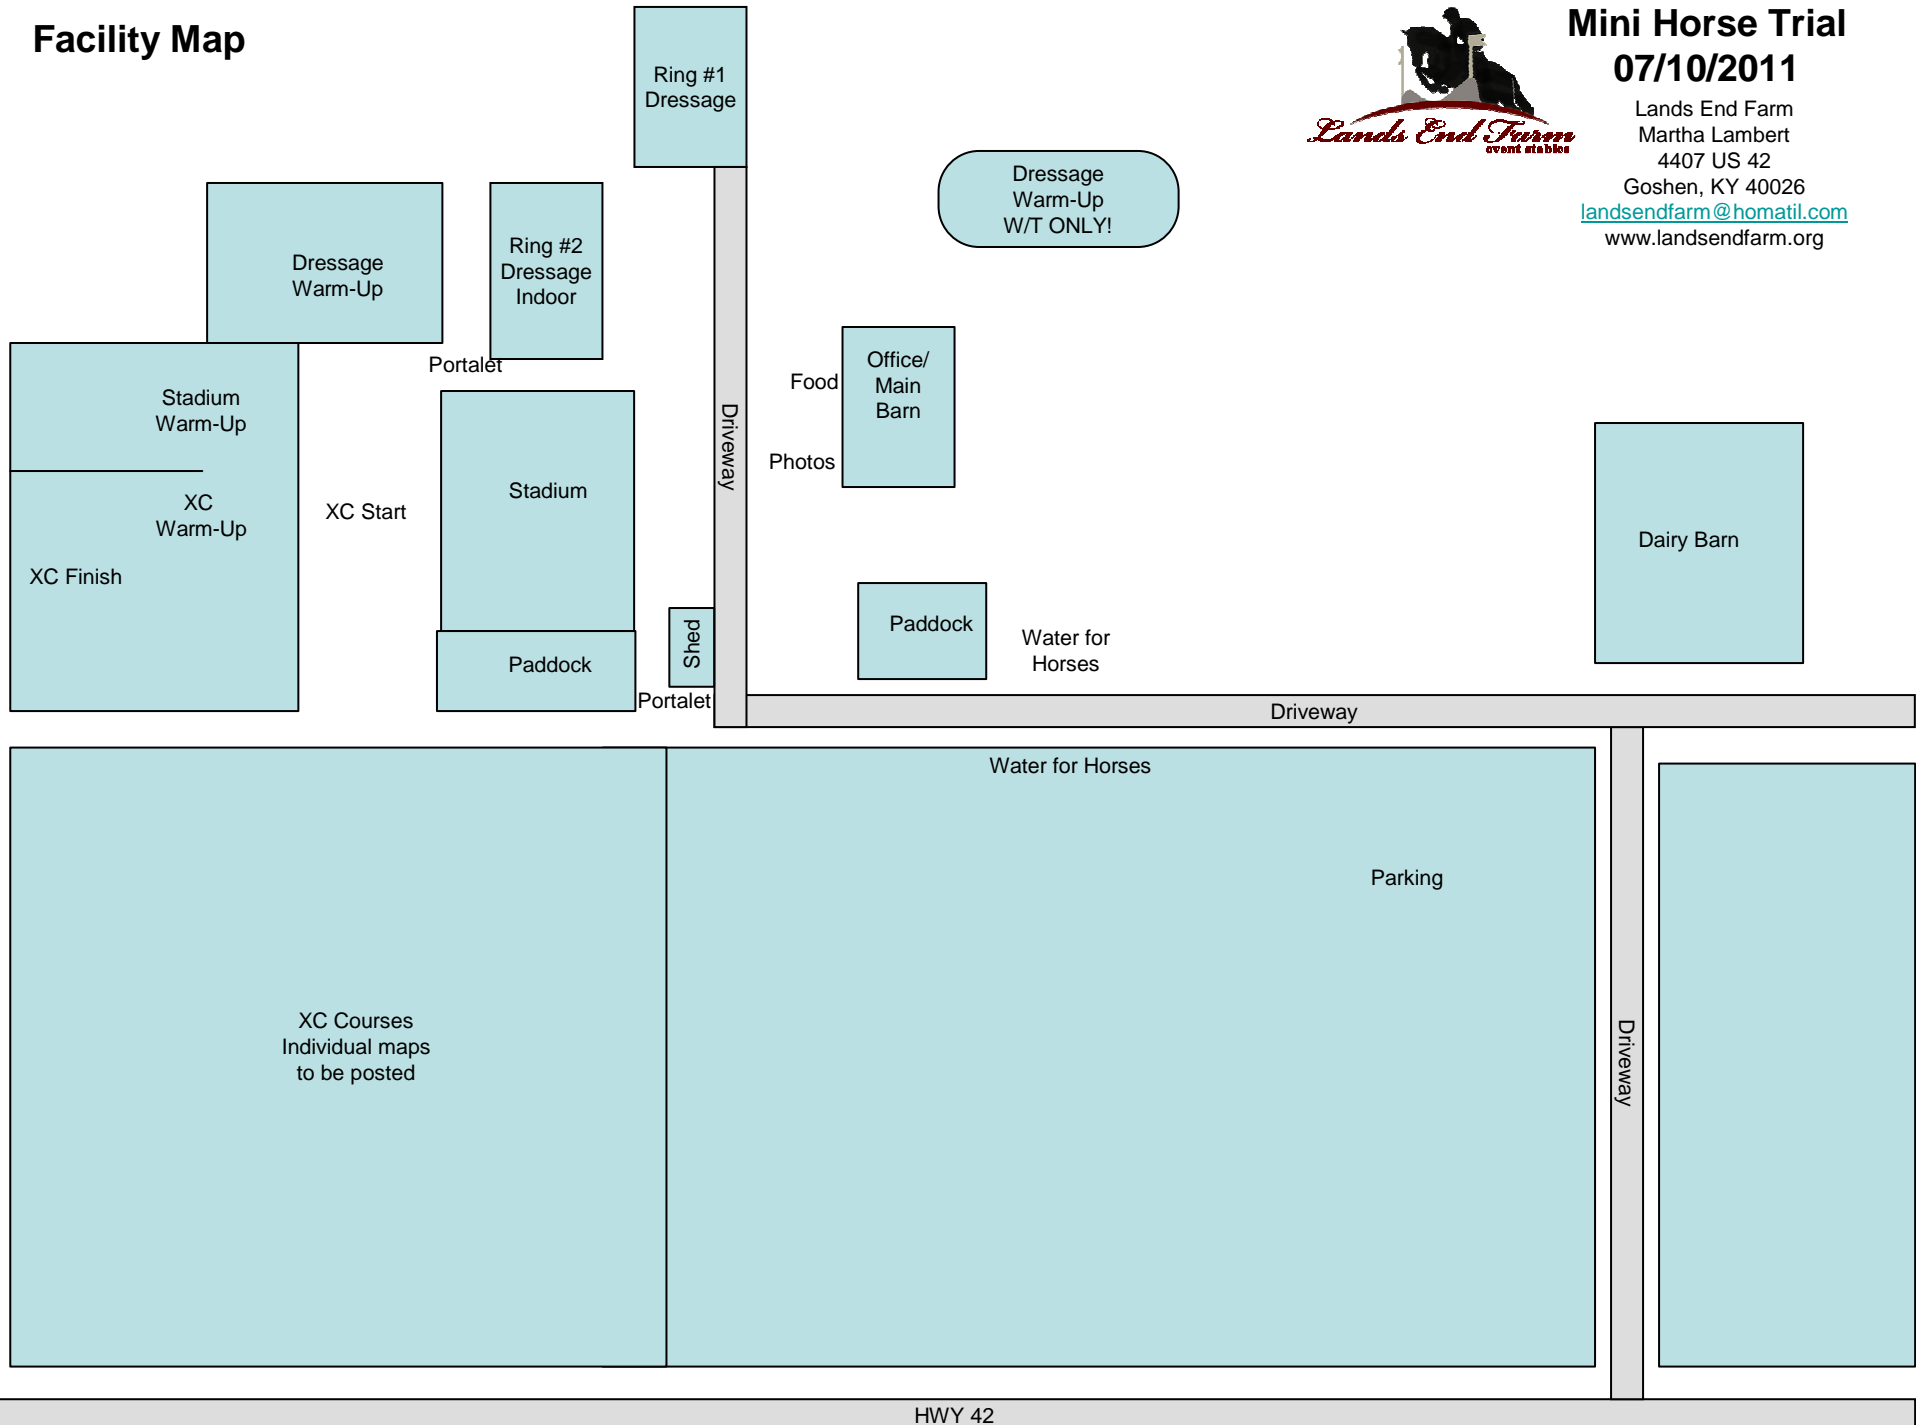 Facility Map
Mini Horse Trial
07/10/2011
Lands End Farm
Martha Lambert
4407 US 42
Goshen, KY 40026
landsendfarm@homatil.com
www.landsendfarm.org
Lands End Farm
event stables
Ring #1
Dressage
Dressage
Warm-Up
W/T ONLY!
Dressage
Warm-Up
Ring #2
Dressage
Indoor
Portalet
Stadium
Warm-Up
XC
Warm-Up
XC Finish
XC Start
Stadium
Paddock
Shed
Portalet
Driveway
Food
Photos
Office/
Main
Barn
Paddock
Water for
Horses
Dairy Barn
Driveway
Water for Horses
Parking
XC Courses
Individual maps
to be posted
Driveway
HWY 42